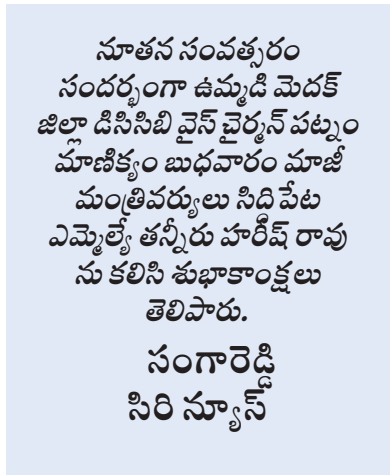 నూతన సంవత్సరం
సందర్భంగా ఉమ్మడి మెదక్
జిల్లా డిసిసిబి వైస్ చైర్మన్ పట్నం
మాణిక్యం బుధవారం మాజీ
మంత్రివర్యులు సిద్దిపేట
ఎమ్మెల్యే తన్నీరు హరీష్ రావు
ను కలిసి శుభాకాంక్షలు
తెలిపారు.
సంగారెడ్డి
సిరి న్యూస్